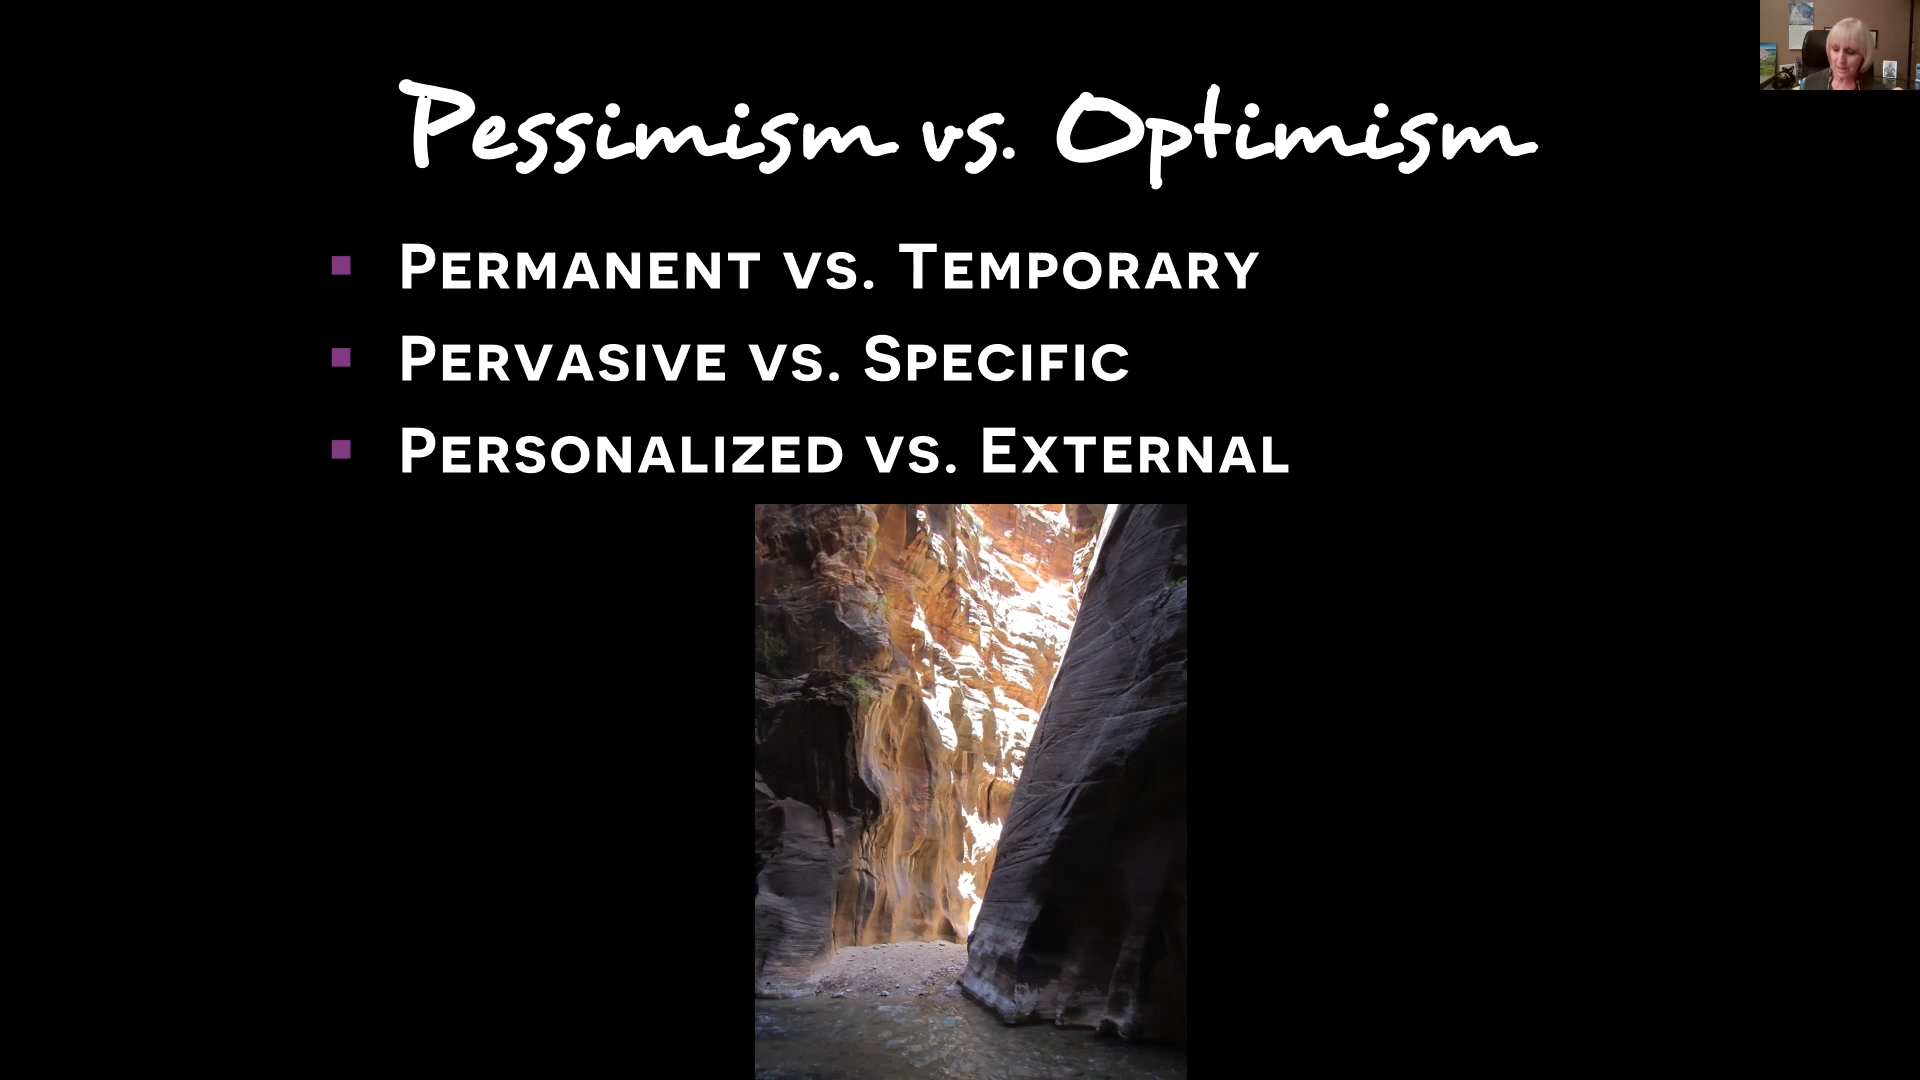 Pessimism vs. Optimism
Permanent vs. Temporary
Pervasive vs. Specific
Personalized vs. External